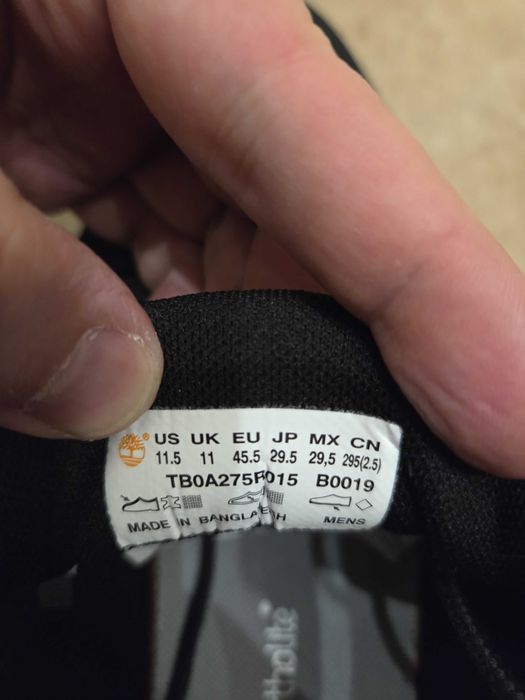 ® US UK EU JP MX CN
11.5 11 45.5 29.5 29,5 295(2.5)
B0019
MADE IN BANGLADESH MENS